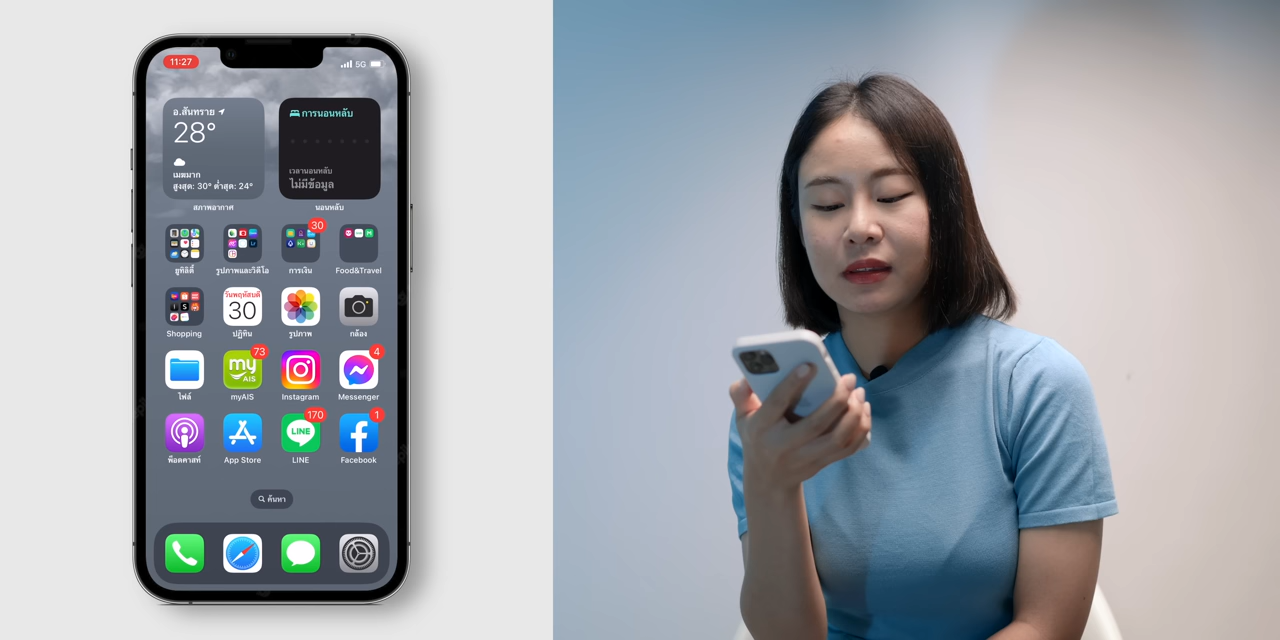 11:27
5G
อ.สันทราย
28°
เมฆมาก
สูงสุด: 30° ต่ำสุด: 24°
สภาพอากาศ
การนอนหลับ
เวลานอนหลับ
ไม่มีข้อมูล
นอนหลับ
30
ยูทิลิตี้
รูปภาพและวิดีโอ
การเงิน
Food&Travel
วันพฤหัสบดี
30
Shopping
ปฏิทิน
รูปภาพ
กล้อง
73
4
my
AIS
ไฟล์
myAIS
Instagram
Messenger
170
1
LINE
พ็อดคาสท์
App Store
LINE
Facebook
ค้นหา